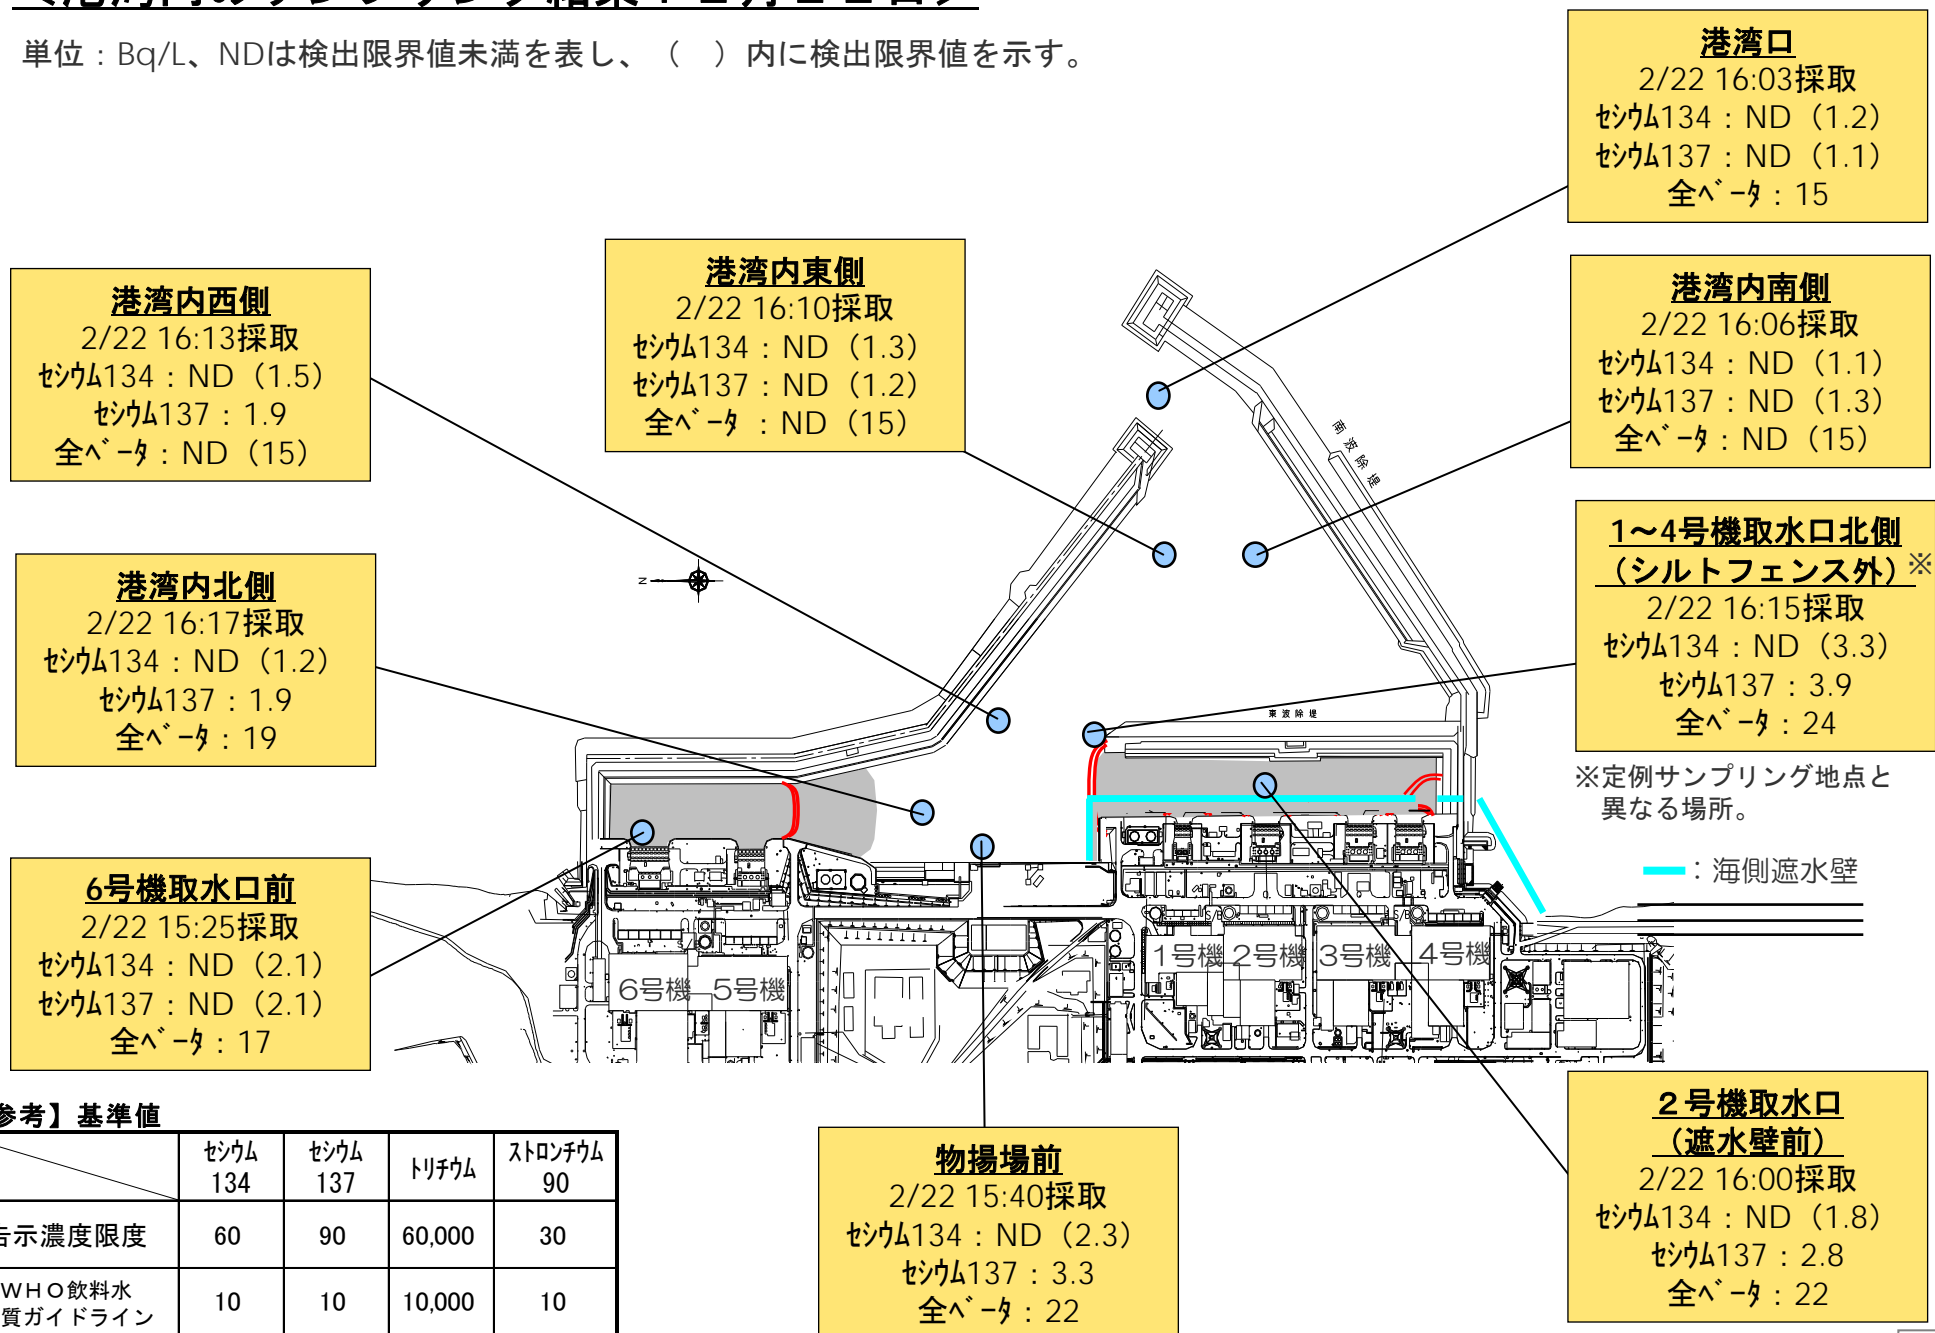 単位：Bq/L、NDは検出限界値未満を表し、（　）内に検出限界値を示す。
港湾口
2/22 16:03採取
ｾｼｳﾑ134：ND（1.2）
ｾｼｳﾑ137：ND（1.1）
全ﾍﾞｰﾀ：15
港湾内東側
2/22 16:10採取
ｾｼｳﾑ134：ND（1.3）
ｾｼｳﾑ137：ND（1.2）
全ﾍﾞｰﾀ：ND（15）
港湾内南側
2/22 16:06採取
ｾｼｳﾑ134：ND（1.1）
ｾｼｳﾑ137：ND（1.3）
全ﾍﾞｰﾀ：ND（15）
港湾内西側
2/22 16:13採取
ｾｼｳﾑ134：ND（1.5）
ｾｼｳﾑ137：1.9
全ﾍﾞｰﾀ：ND（15）
南波除堤
1～4号機取水口北側
（シルトフェンス外）※
2/22 16:15採取
ｾｼｳﾑ134：ND（3.3）
ｾｼｳﾑ137：3.9
全ﾍﾞｰﾀ：24
※定例サンプリング地点と
異なる場所。
港湾内北側
2/22 16:17採取
ｾｼｳﾑ134：ND（1.2）
ｾｼｳﾑ137：1.9
全ﾍﾞｰﾀ：19
N
東波除堤
：海側遮水壁
6号機取水口前
2/22 15:25採取
ｾｼｳﾑ134：ND（2.1）
ｾｼｳﾑ137：ND（2.1）
全ﾍﾞｰﾀ：17
S/B
S/B
6号機
5号機
1号機
2号機
3号機
4号機
参考】基準値
ｾｼｳﾑ134
ｾｼｳﾑ137
ﾄﾘﾁｳﾑ
ｽﾄﾛﾝﾁｳﾑ90
告示濃度限度 60 90 60,000 30
WHO飲料水
質ガイドライン 10 10 10,000 10
物揚場前
2/22 15:40採取
ｾｼｳﾑ134：ND（2.3）
ｾｼｳﾑ137：3.3
全ﾍﾞｰﾀ：22
２号機取水口
（遮水壁前）
2/22 16:00採取
ｾｼｳﾑ134：ND（1.8）
ｾｼｳﾑ137：2.8
全ﾍﾞｰﾀ：22